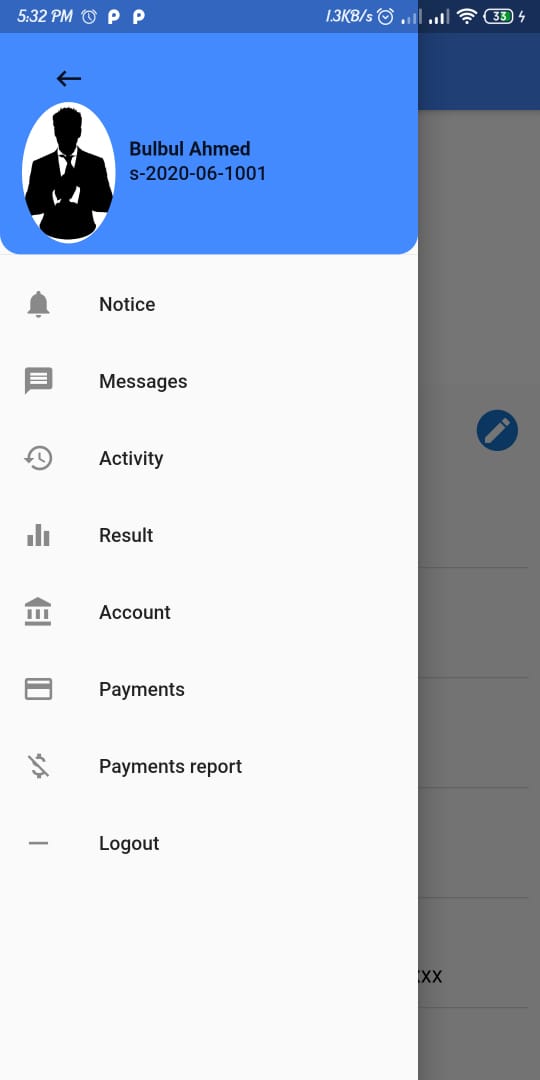 5:32 PM
1.3KB/s
33
Bulbul Ahmed
s-2020-06-1001
Notice
Messages
Activity
Result
Account
Payments
Payments report
Logout
XX